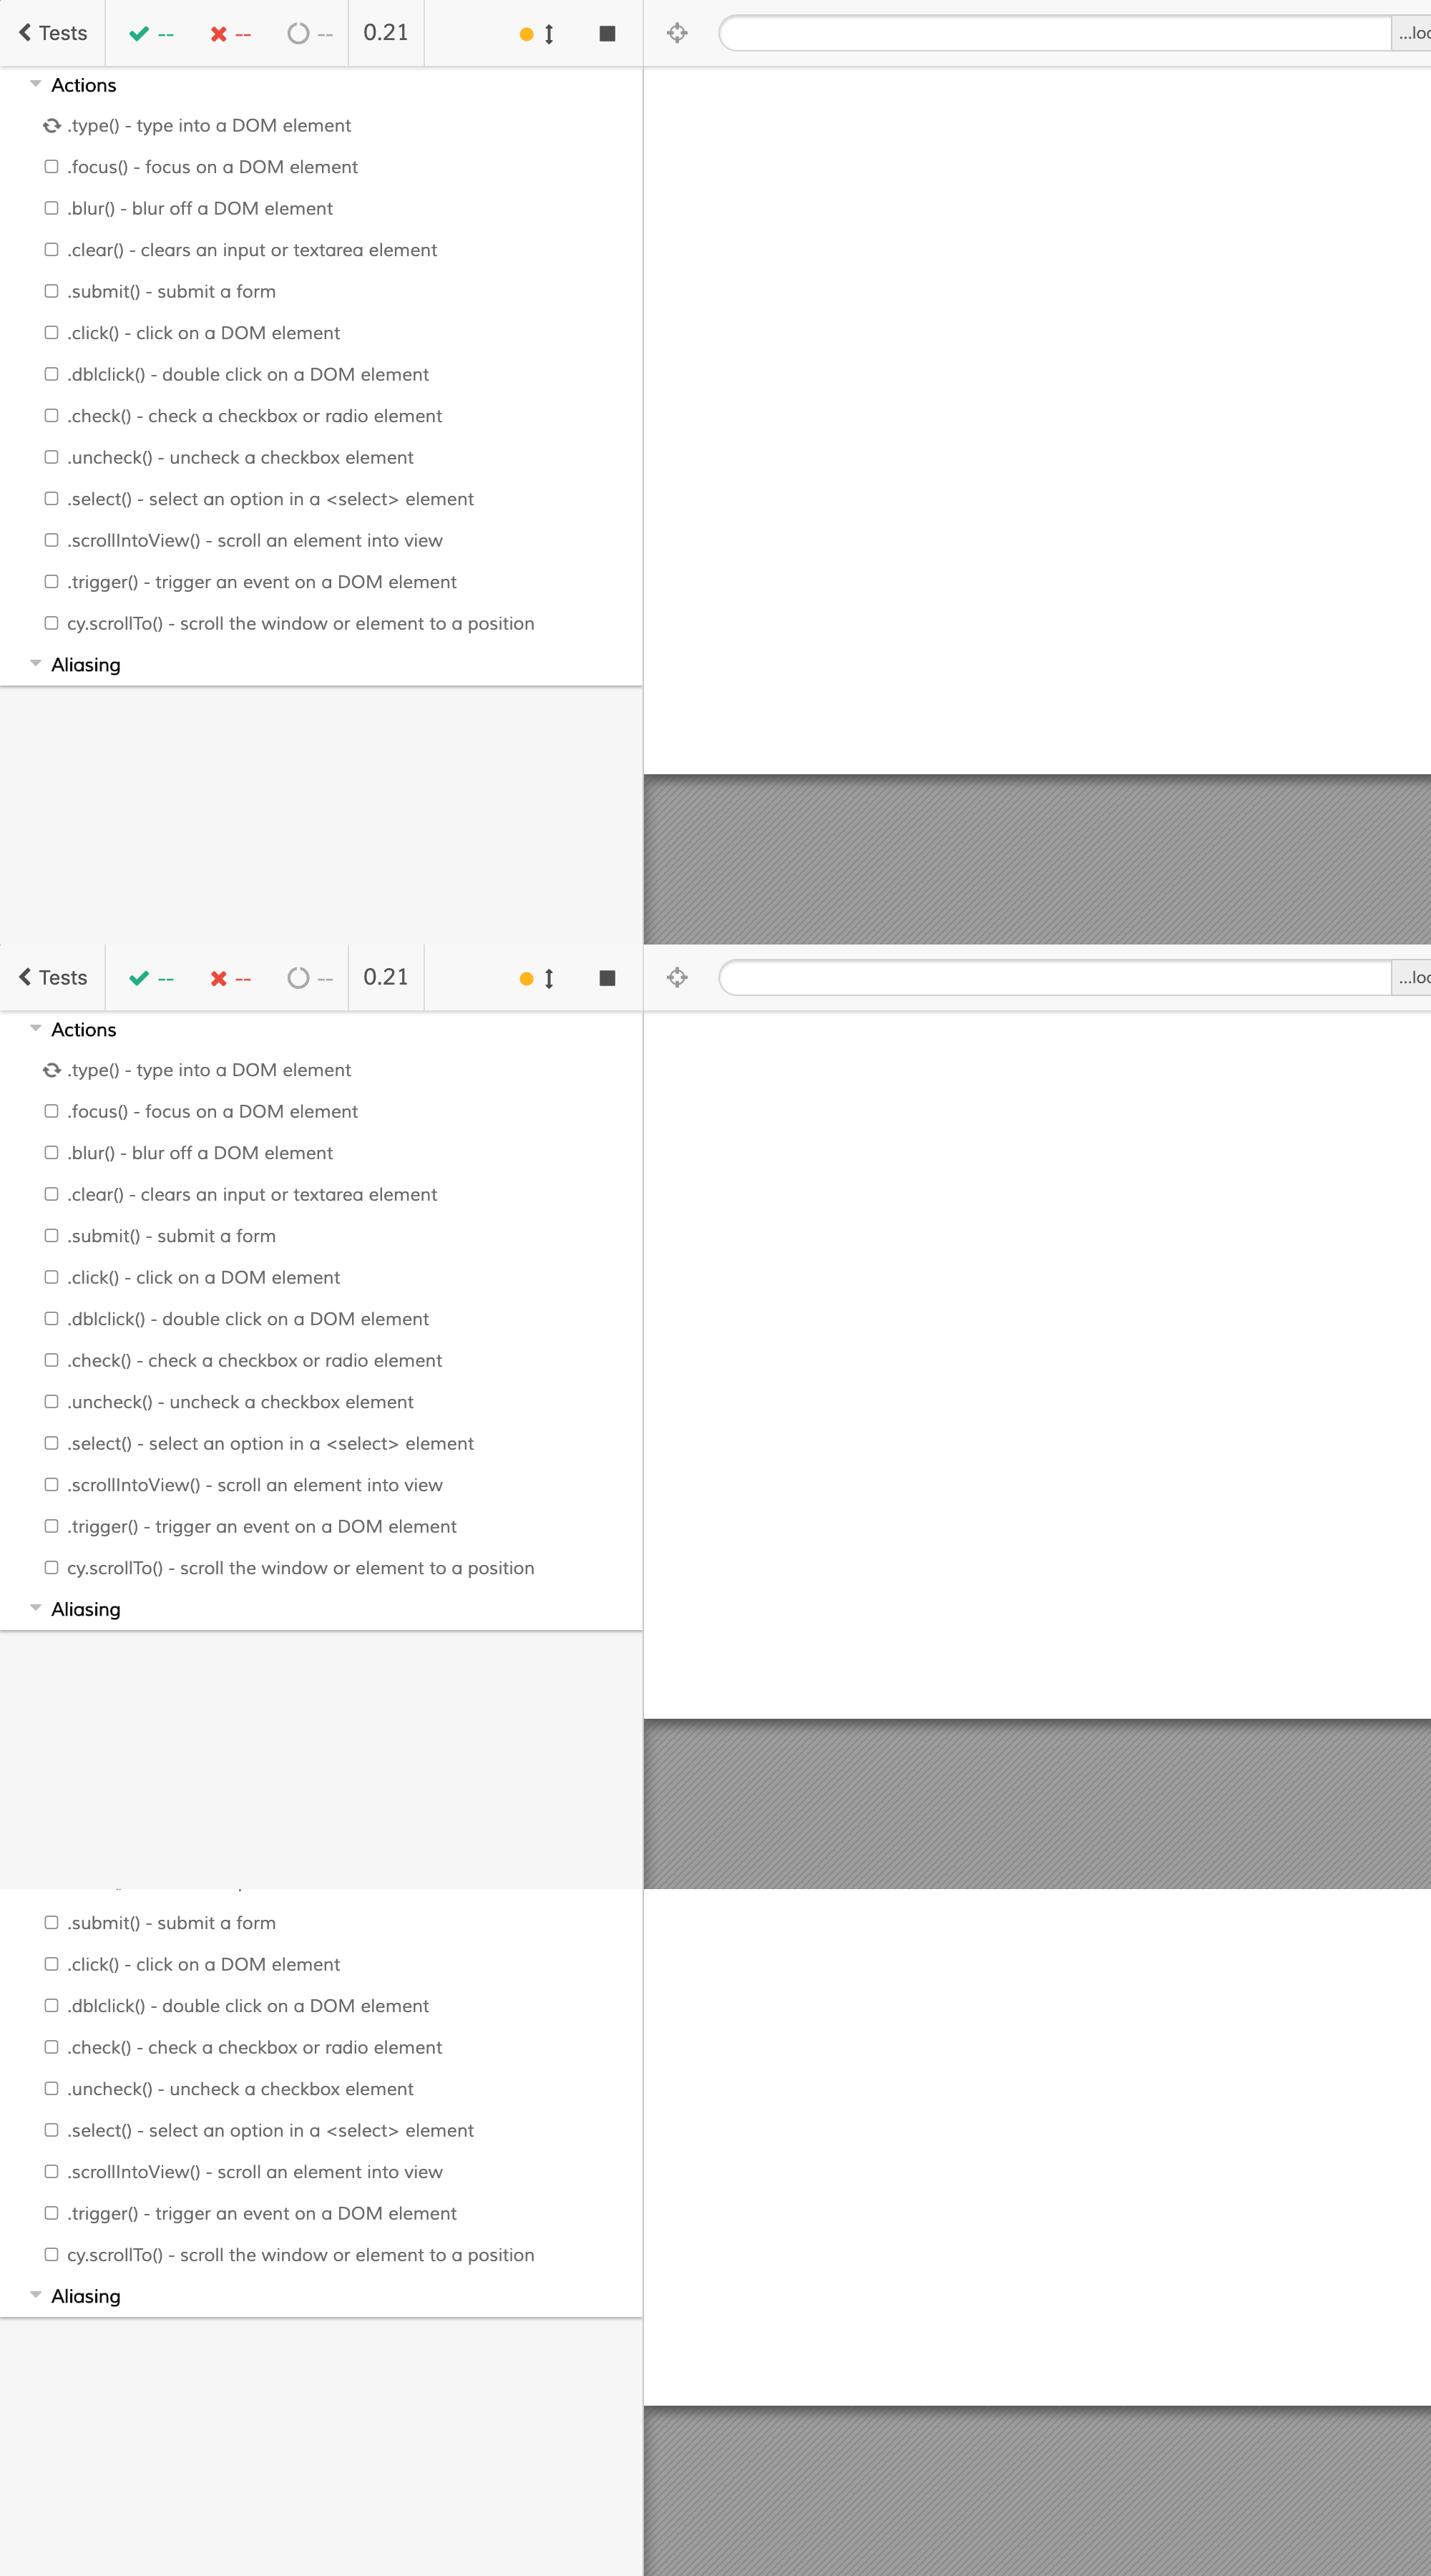 Tests -- -- -- 0.21 ...loc
Actions
.type() - type into a DOM element
.focus() - focus on a DOM element
.blur() - blur off a DOM element
.clear() - clears an input or textarea element
.submit() - submit a form
.click() - click on a DOM element
.dblclick() - double click on a DOM element
.check() - check a checkbox or radio element
.uncheck() - uncheck a checkbox element
.select() - select an option in a <select> element
.scrollIntoView() - scroll an element into view
.trigger() - trigger an event on a DOM element
cy.scrollTo() - scroll the window or element to a position
Aliasing
Tests -- -- -- 0.21 ...loc
Actions
.type() - type into a DOM element
.focus() - focus on a DOM element
.blur() - blur off a DOM element
.clear() - clears an input or textarea element
.submit() - submit a form
.click() - click on a DOM element
.dblclick() - double click on a DOM element
.check() - check a checkbox or radio element
.uncheck() - uncheck a checkbox element
.select() - select an option in a <select> element
.scrollIntoView() - scroll an element into view
.trigger() - trigger an event on a DOM element
cy.scrollTo() - scroll the window or element to a position
Aliasing
.submit() - submit a form
.click() - click on a DOM element
.dblclick() - double click on a DOM element
.check() - check a checkbox or radio element
.uncheck() - uncheck a checkbox element
.select() - select an option in a <select> element
.scrollIntoView() - scroll an element into view
.trigger() - trigger an event on a DOM element
cy.scrollTo() - scroll the window or element to a position
Aliasing